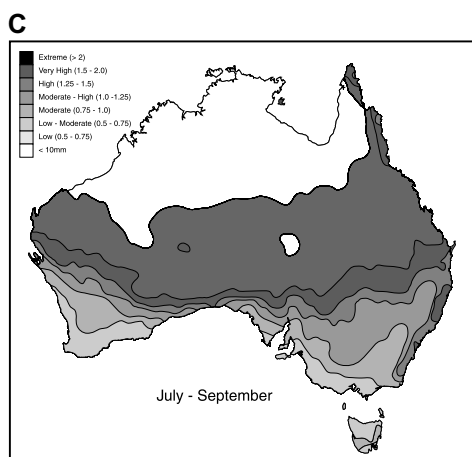 C
Extreme (> 2)
Very High (1.5 - 2.0)
High (1.25 - 1.5)
Moderate - High (1.0 -1.25)
Moderate (0.75 - 1.0)
Low - Moderate (0.5 - 0.75)
Low (0.5 - 0.75)
< 10mm
July - September